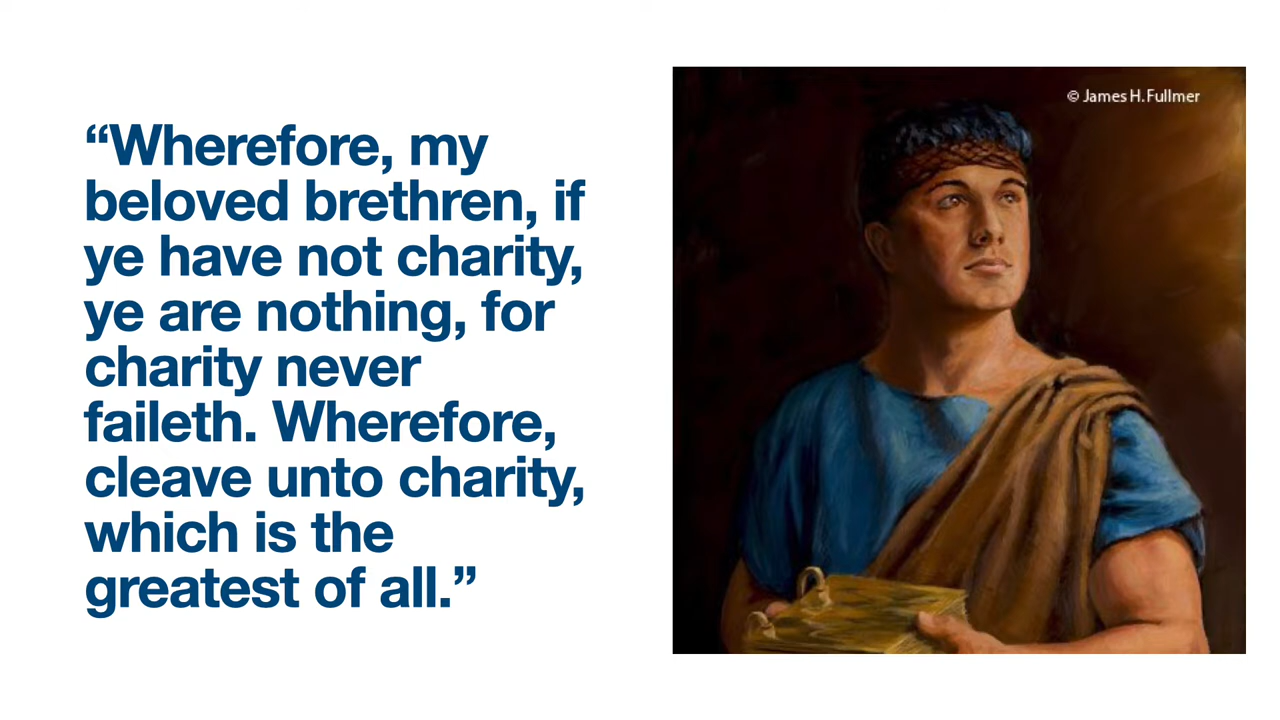 “Wherefore, my
beloved brethren, if
ye have not charity,
ye are nothing, for
charity never
faileth. Wherefore,
cleave unto charity,
which is the
greatest of all.”
© James H. Fullmer